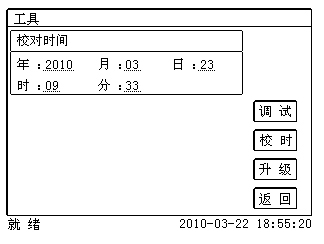 工具
校对时间
年：2010 月：03 日：23
时：09 分：33
调 试
校 时
升 级
返 回
就 绪 2010-03-22 18:55:20